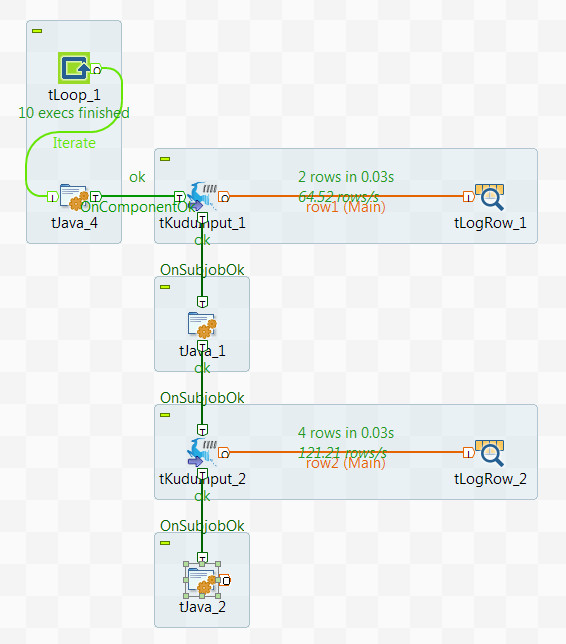 tLoop_1
10 execs finished
Iterate
tJava_4
ok
OnComponentOk
tKuduInput_1
2 rows in 0.03s
64.52 rows/s
row1 (Main)
tLogRow_1
ok
OnSubjobOk
tJava_1
ok
OnSubjobOk
tKuduInput_2
4 rows in 0.03s
121.21 rows/s
row2 (Main)
tLogRow_2
ok
OnSubjobOk
tJava_2